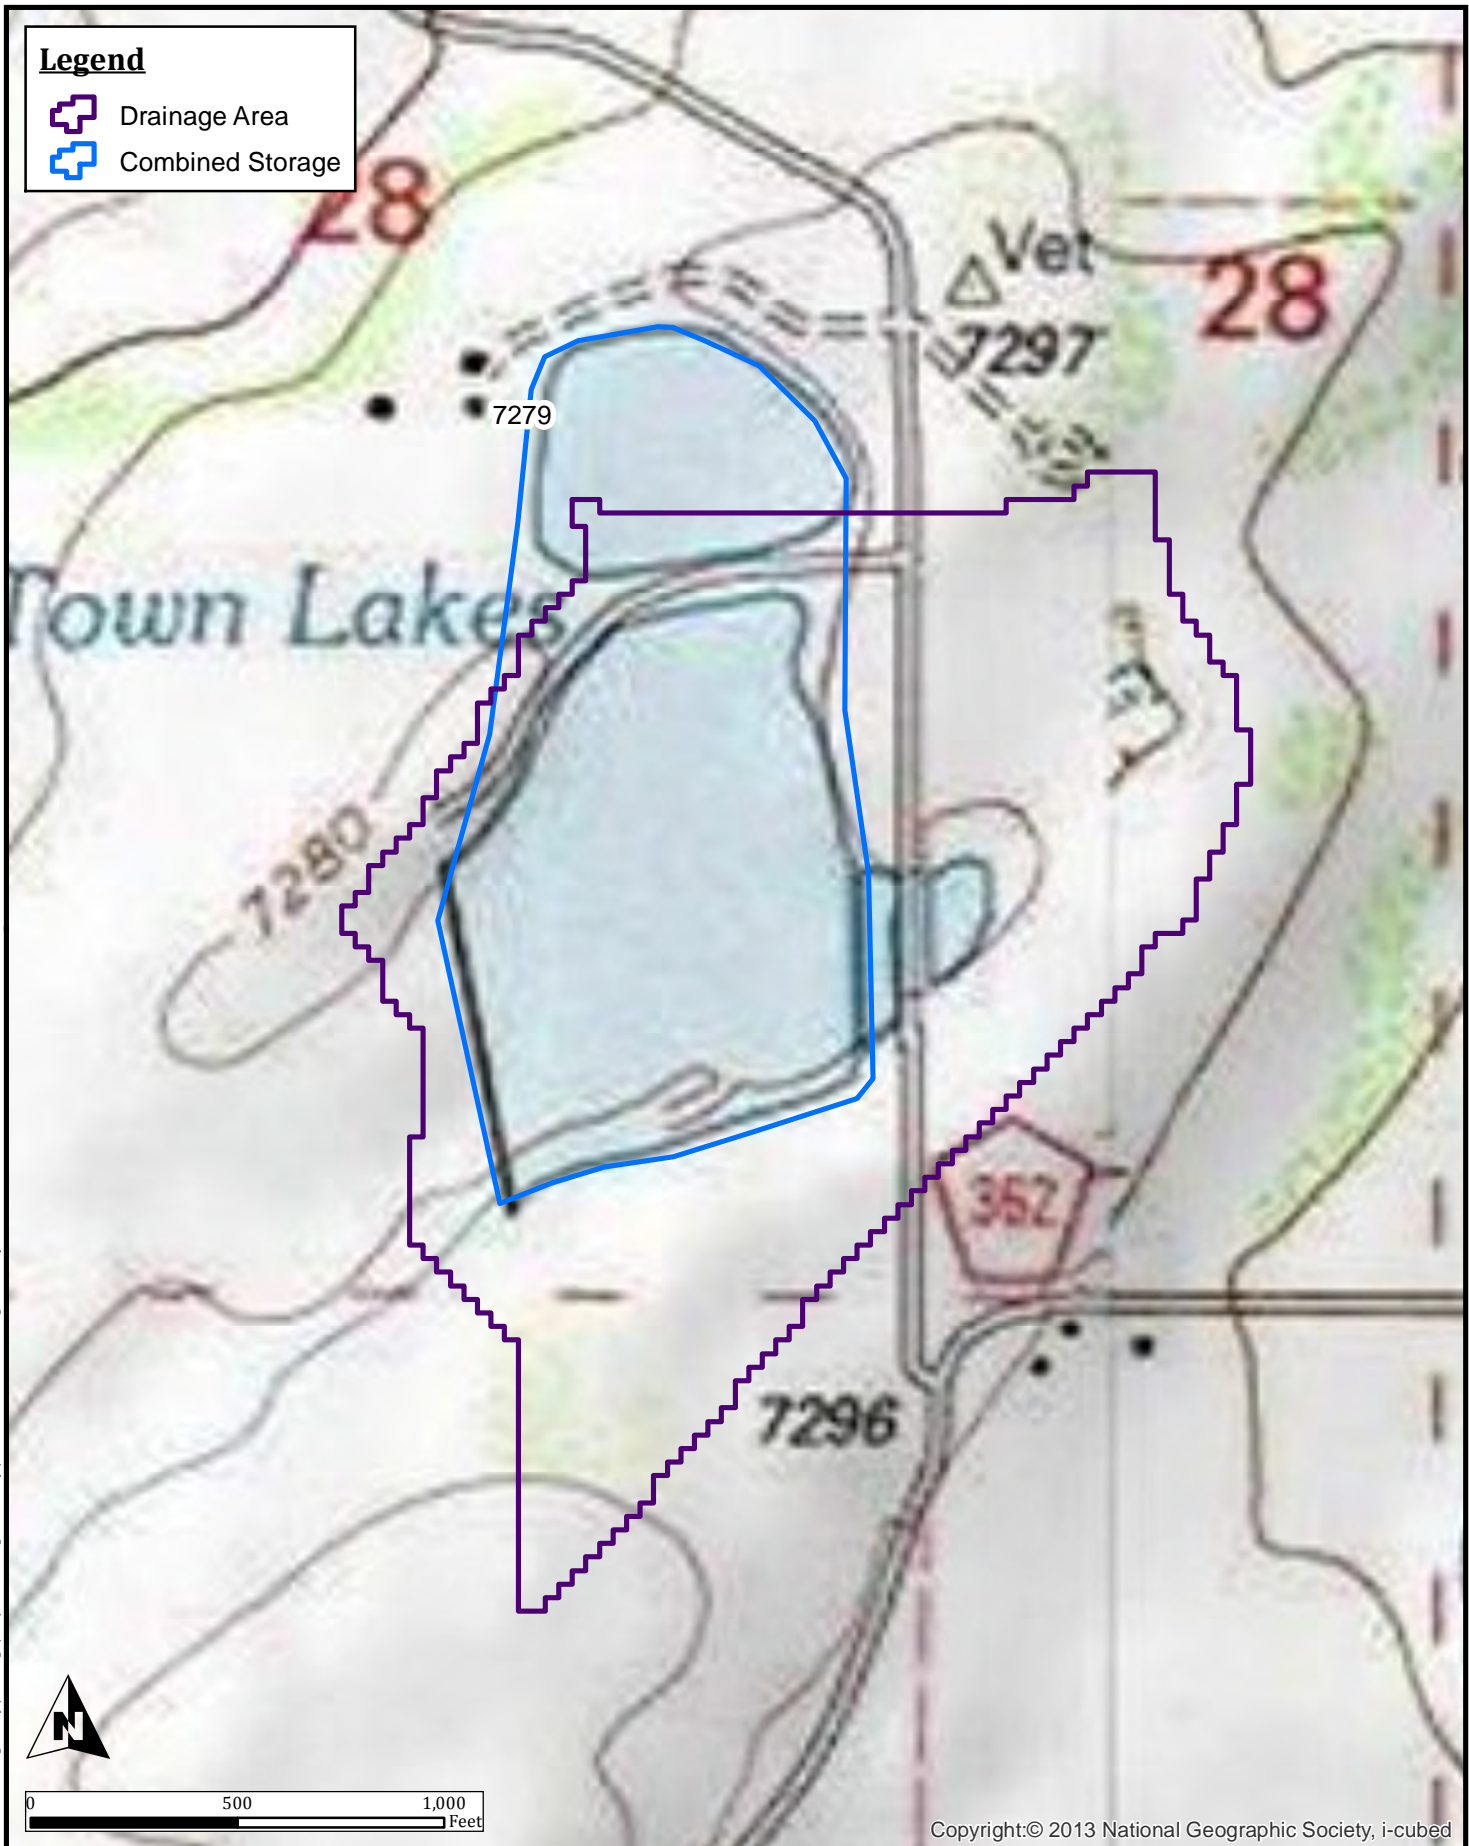 Legend
Drainage Area
Combined Storage
28
Vet
28
7297
7279
Town Lakes
7280
362
7296
N
0 500 1,000
Feet
Copyright:© 2013 National Geographic Society, i-cubed